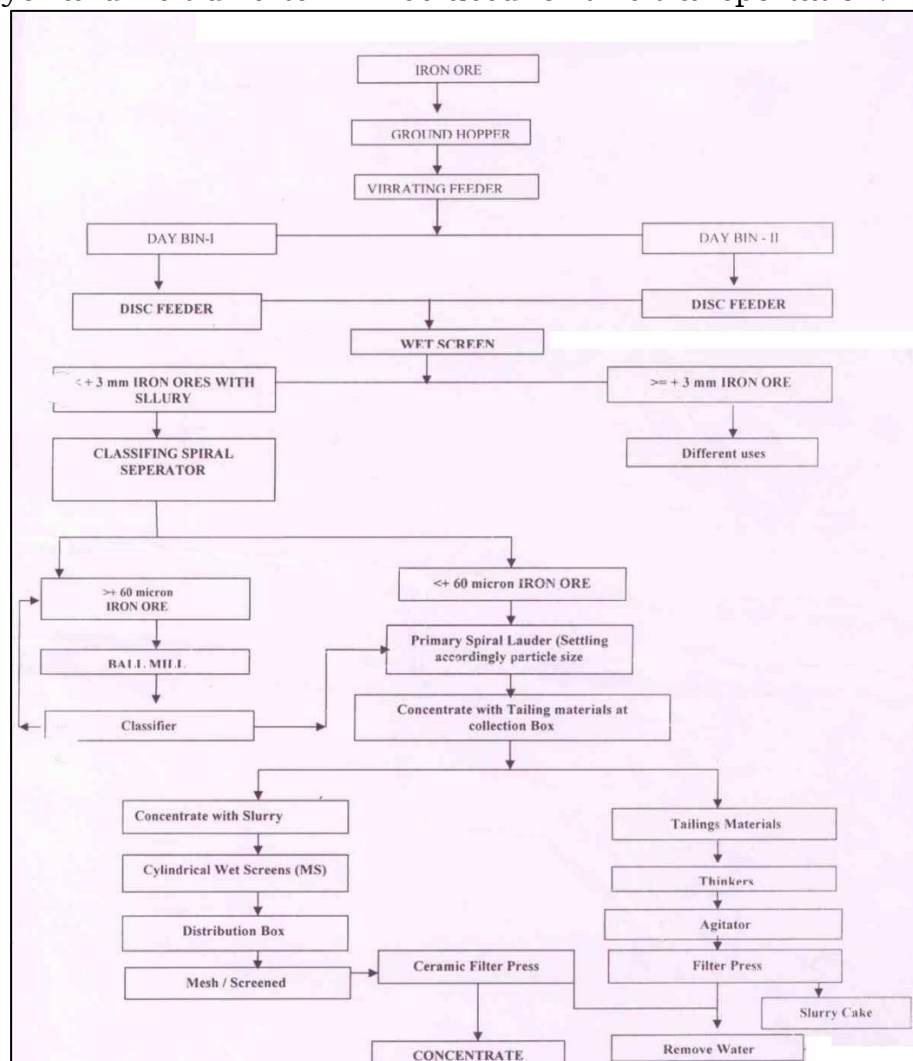 IRON ORE
GROUND HOPPER
VIBRATING FEEDER
DAY BIN-I
DAY BIN - II
DISC FEEDER
DISC FEEDER
WET SCREEN
< + 3 mm IRON ORES WITH
SLLURY
>= + 3 mm IRON ORE
CLASSIFING SPIRAL
SEPERATOR
Different uses
>+ 60 micron
IRON ORE
<+ 60 micron IRON ORE
BALL MILL
Primary Spiral Lauder (Settling
accordingly particle size
Classifier
Concentrate with Tailing materials at
collection Box
Concentrate with Slurry
Tailings Materials
Cylindrical Wet Screens (MS)
Thinkers
Distribution Box
Agitator
Mesh / Screened
Ceramic Filter Press
Filter Press
Slurry Cake
CONCENTRATE
Remove Water